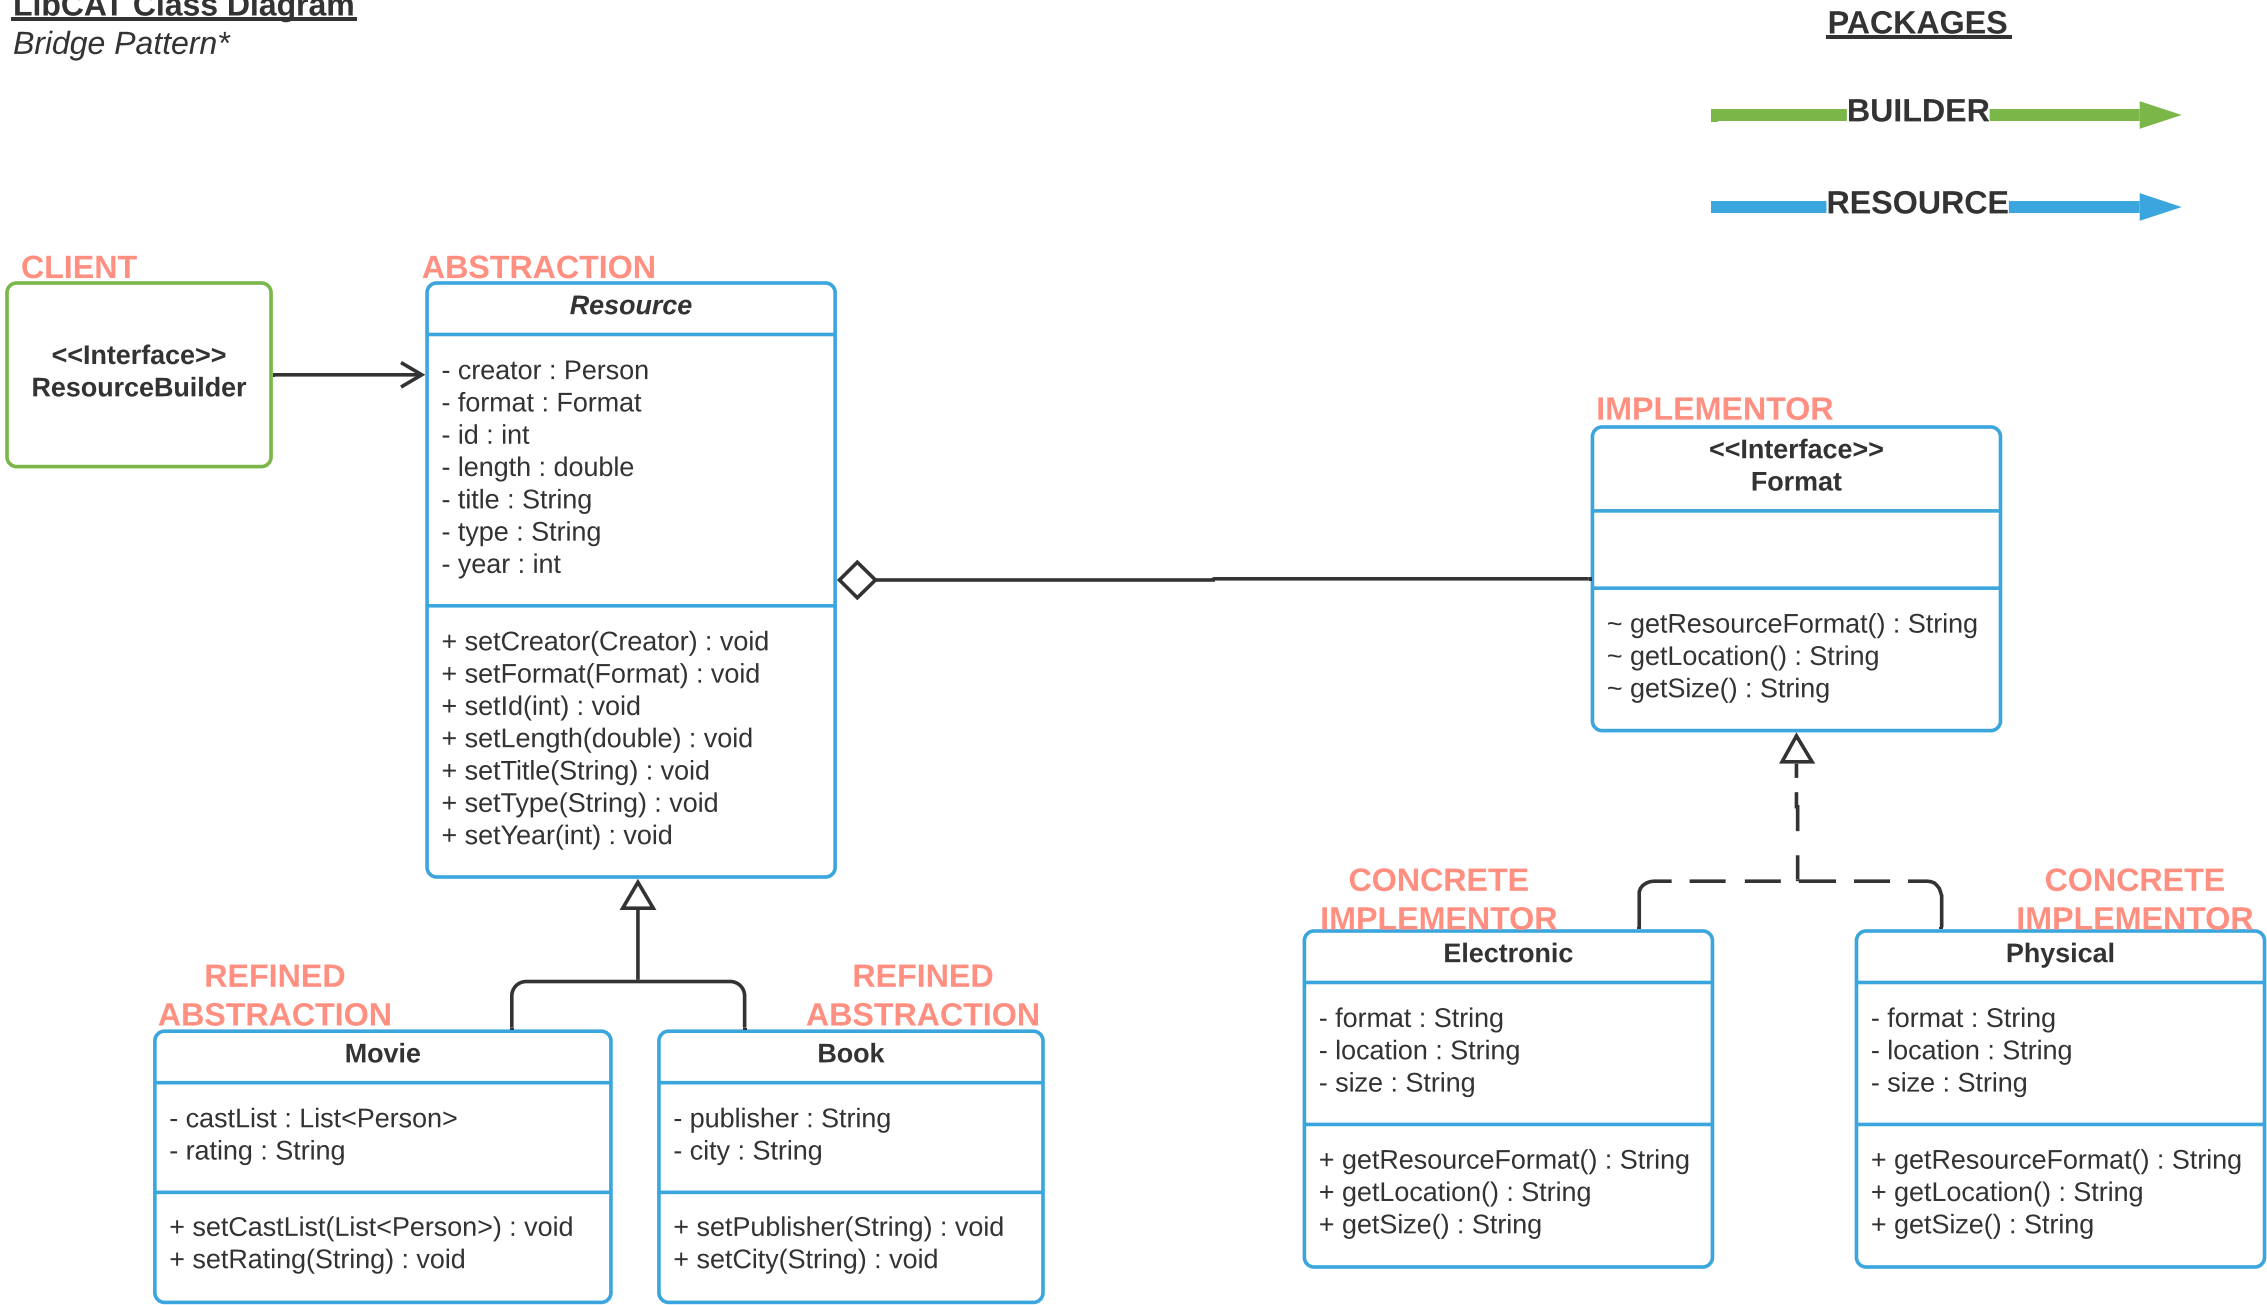 LibCAT Class Diagram
Bridge Pattern*
PACKAGES
BUILDER
RESOURCE
CLIENT
<<Interface>>
ResourceBuilder
ABSTRACTION
Resource
- creator : Person
- format : Format
- id : int
- length : double
- title : String
- type : String
- year : int
+ setCreator(Creator) : void
+ setFormat(Format) : void
+ setId(int) : void
+ setLength(double) : void
+ setTitle(String) : void
+ setType(String) : void
+ setYear(int) : void
IMPLEMENTOR
<<Interface>>
Format
~ getResourceFormat() : String
~ getLocation() : String
~ getSize() : String
REFINED
ABSTRACTION
Movie
- castList : List<Person>
- rating : String
+ setCastList(List<Person>) : void
+ setRating(String) : void
REFINED
ABSTRACTION
Book
- publisher : String
- city : String
+ setPublisher(String) : void
+ setCity(String) : void
CONCRETE
IMPLEMENTOR
Electronic
- format : String
- location : String
- size : String
+ getResourceFormat() : String
+ getLocation() : String
+ getSize() : String
CONCRETE
IMPLEMENTOR
Physical
- format : String
- location : String
- size : String
+ getResourceFormat() : String
+ getLocation() : String
+ getSize() : String